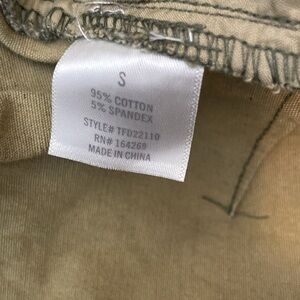 S
95% COTTON
5% SPANDEX
STYLE# TFD22110
RN# 164269
MADE IN CHINA